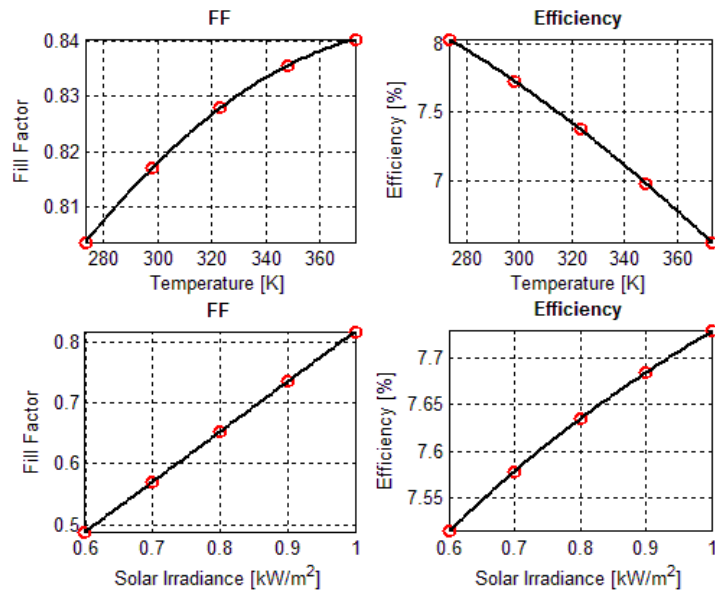 FF
Efficiency
0.84
0.83
0.82
0.81
Fill Factor
280 300 320 340 360
Temperature [K]
8
7.5
7
Efficiency [%]
280 300 320 340 360
Temperature [K]
FF
Efficiency
0.8
0.7
0.6
0.5
Fill Factor
0.6 0.7 0.8 0.9 1
Solar Irradiance [kW/m²]
7.7
7.65
7.6
7.55
Efficiency [%]
0.6 0.7 0.8 0.9 1
Solar Irradiance [kW/m²]